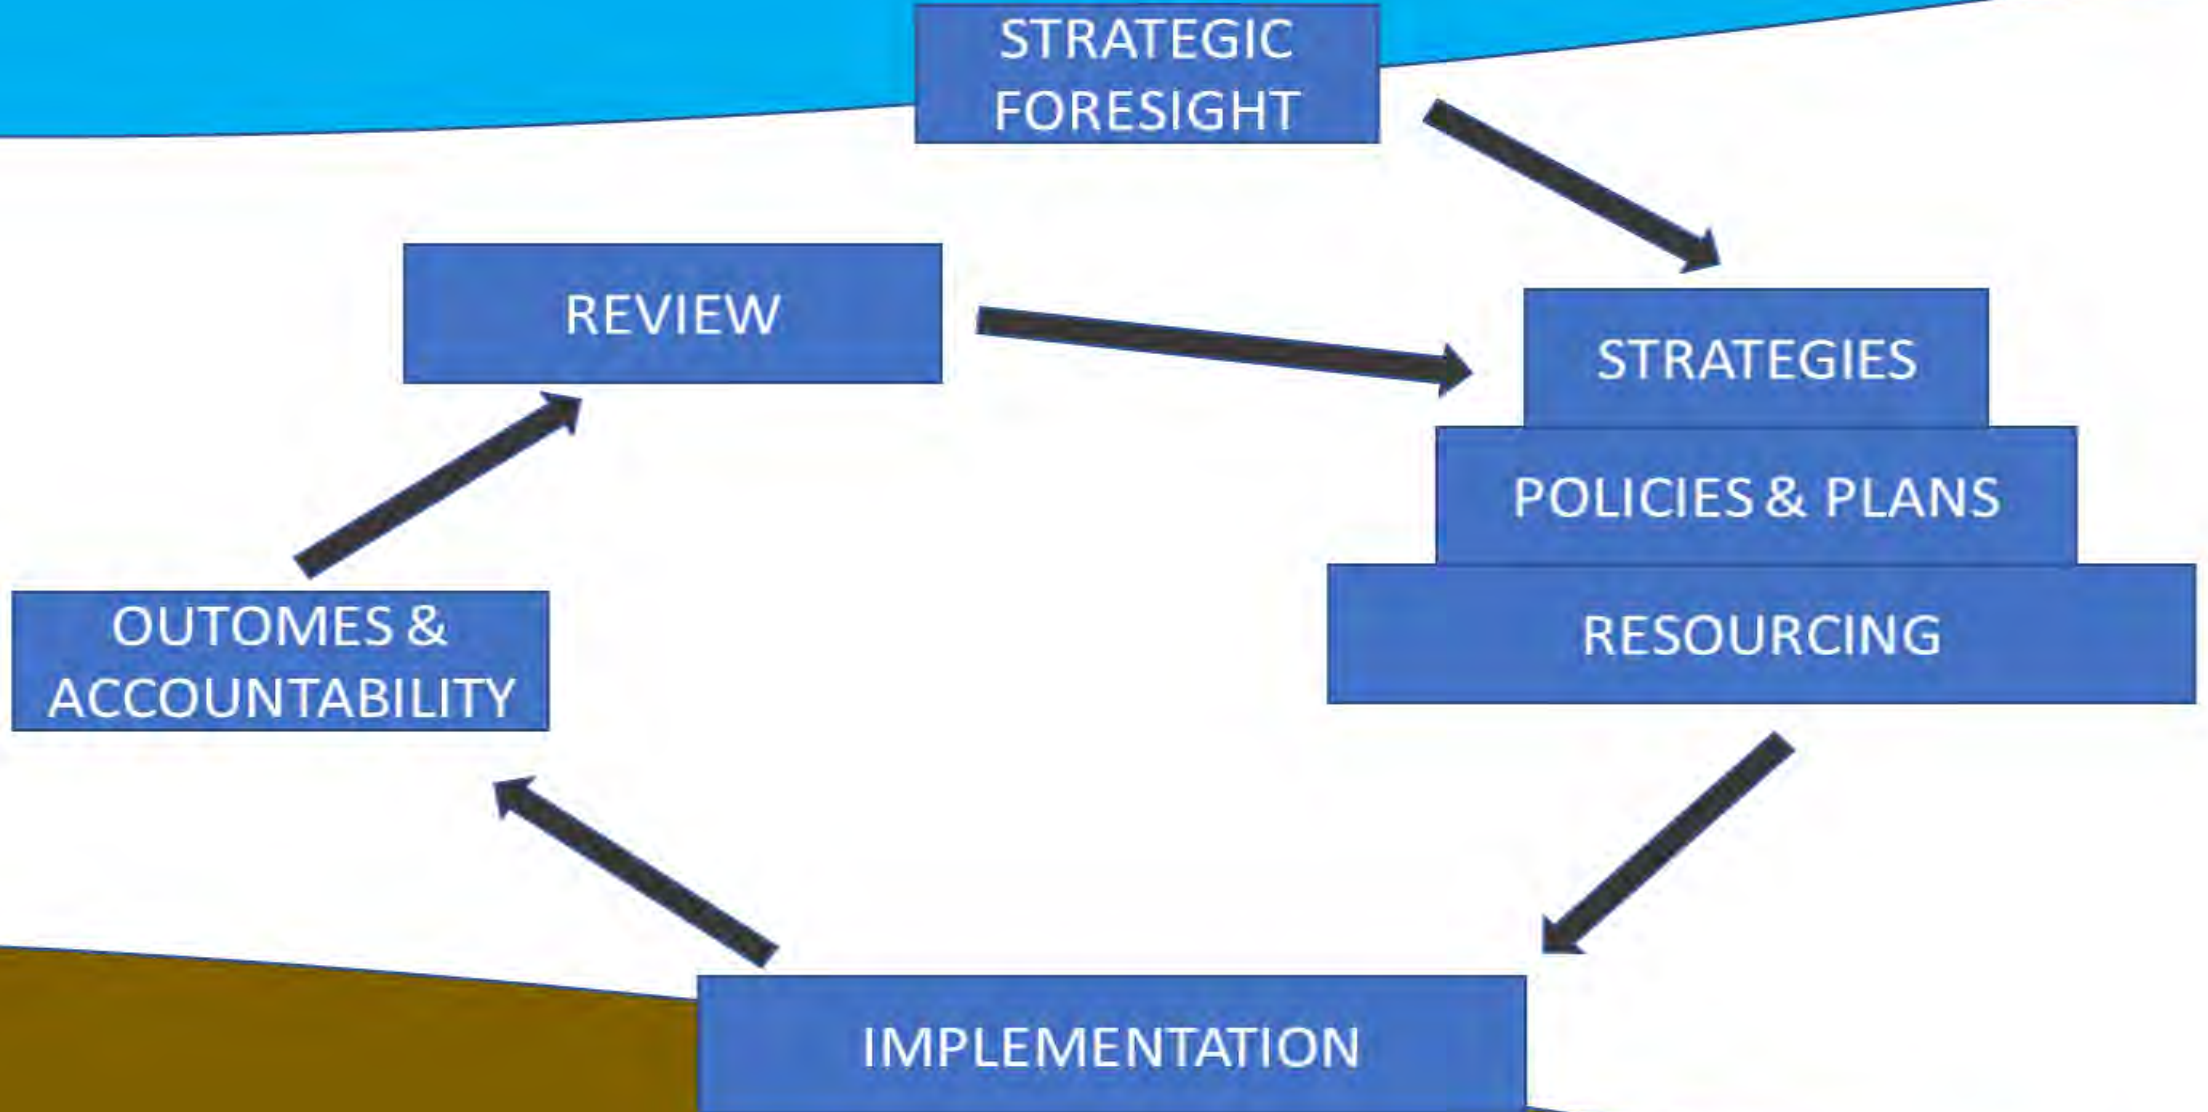 STRATEGIC
FORESIGHT
REVIEW
STRATEGIES
POLICIES & PLANS
RESOURCING
OUTOMES &
ACCOUNTABILITY
IMPLEMENTATION